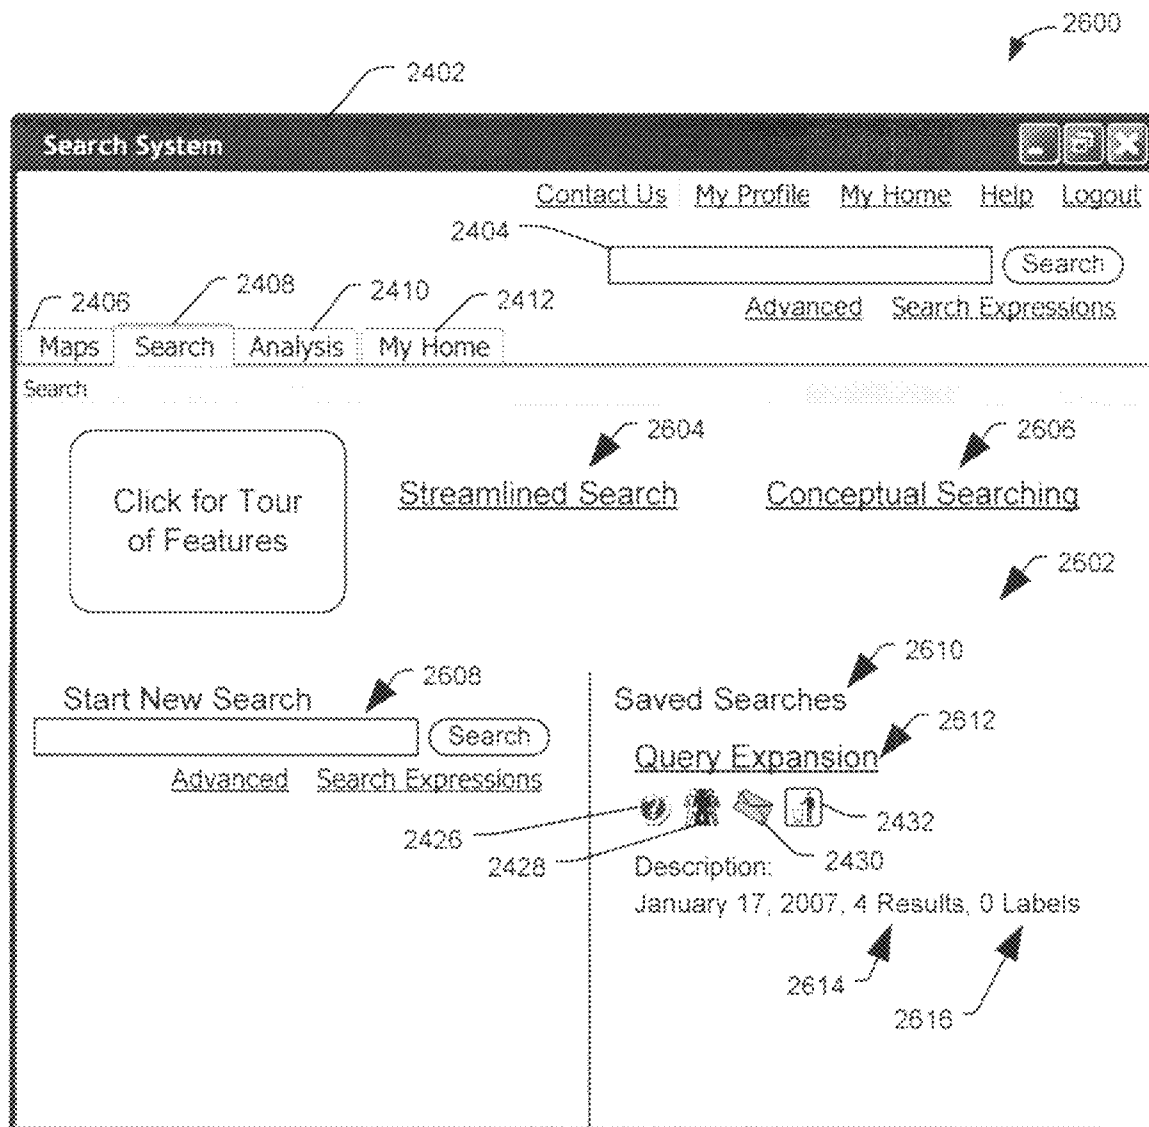 2600
2402
Search System
Contact Us My Profile My Home Help Logout
2404
Search
Advanced Search Expressions
2406 2408 2410 2412
Maps Search Analysis My Home
Search
2604 2606
Click for Tour
of Features
Streamlined Search Conceptual Searching
2602
2610
Start New Search 2608
Saved Searches
2612
Search
Query Expansion
Advanced Search Expressions
2426 2432
2428 2430
Description:
January 17, 2007, 4 Results, 0 Labels
2614
2616